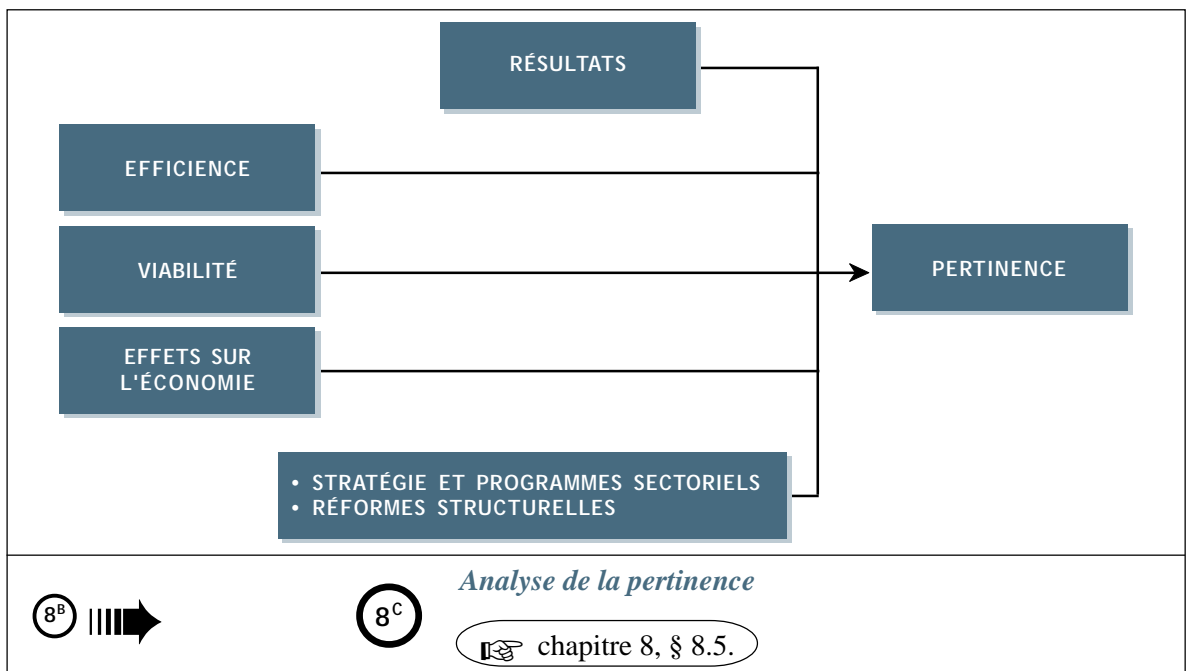 RÉSULTATS
EFFICIENCE
VIABILITÉ
PERTINENCE
EFFETS SUR
L'ÉCONOMIE
• STRATÉGIE ET PROGRAMMES SECTORIELS
• RÉFORMES STRUCTURELLES
Analyse de la pertinence
8B
8C
☞ chapitre 8, § 8.5.